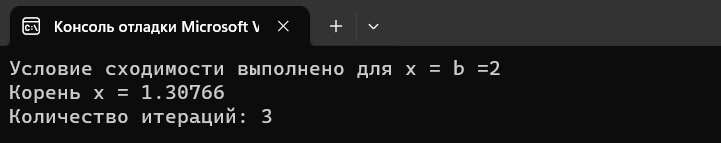 Консоль отладки Microsoft V
Условие сходимости выполнено для x = b =2
Корень x = 1.30766
Количество итераций: 3